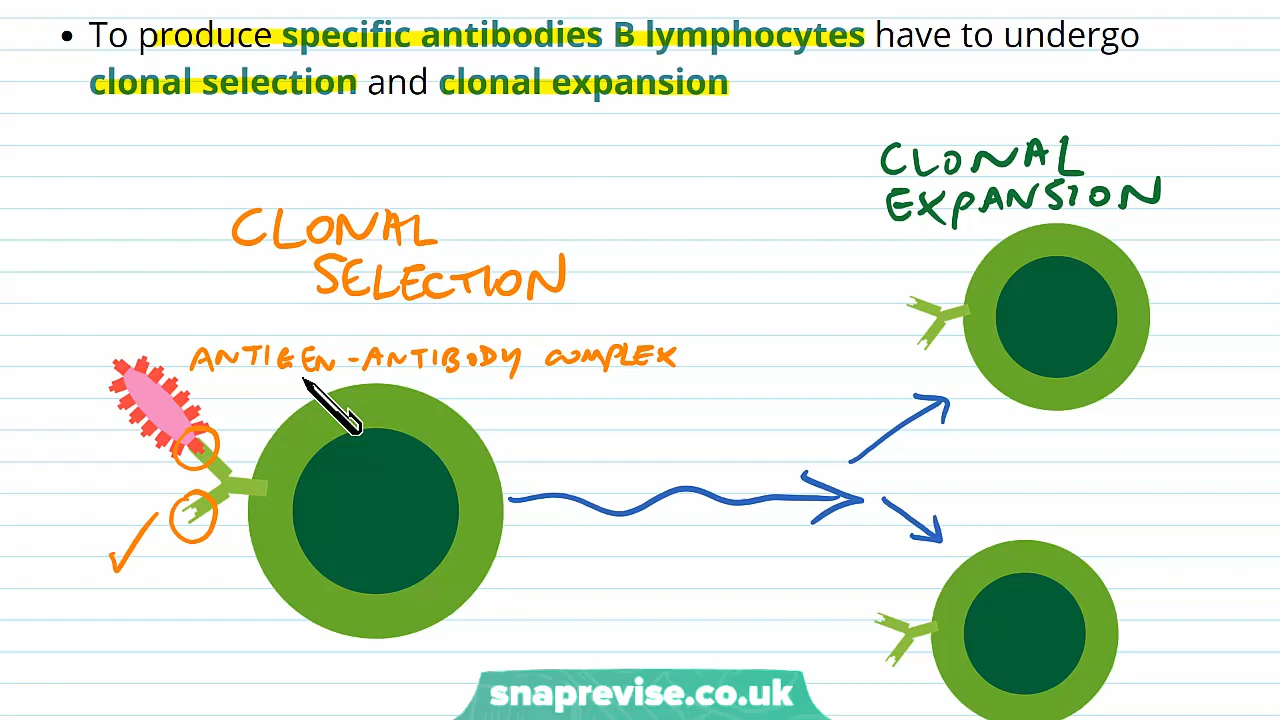 • To produce specific antibodies B lymphocytes have to undergo
clonal selection and clonal expansion
CLONAL
EXPANSION
CLONAL
SELECTION
ANTIGEN-ANTIBODY COMPLEX
snaprevise.co.uk